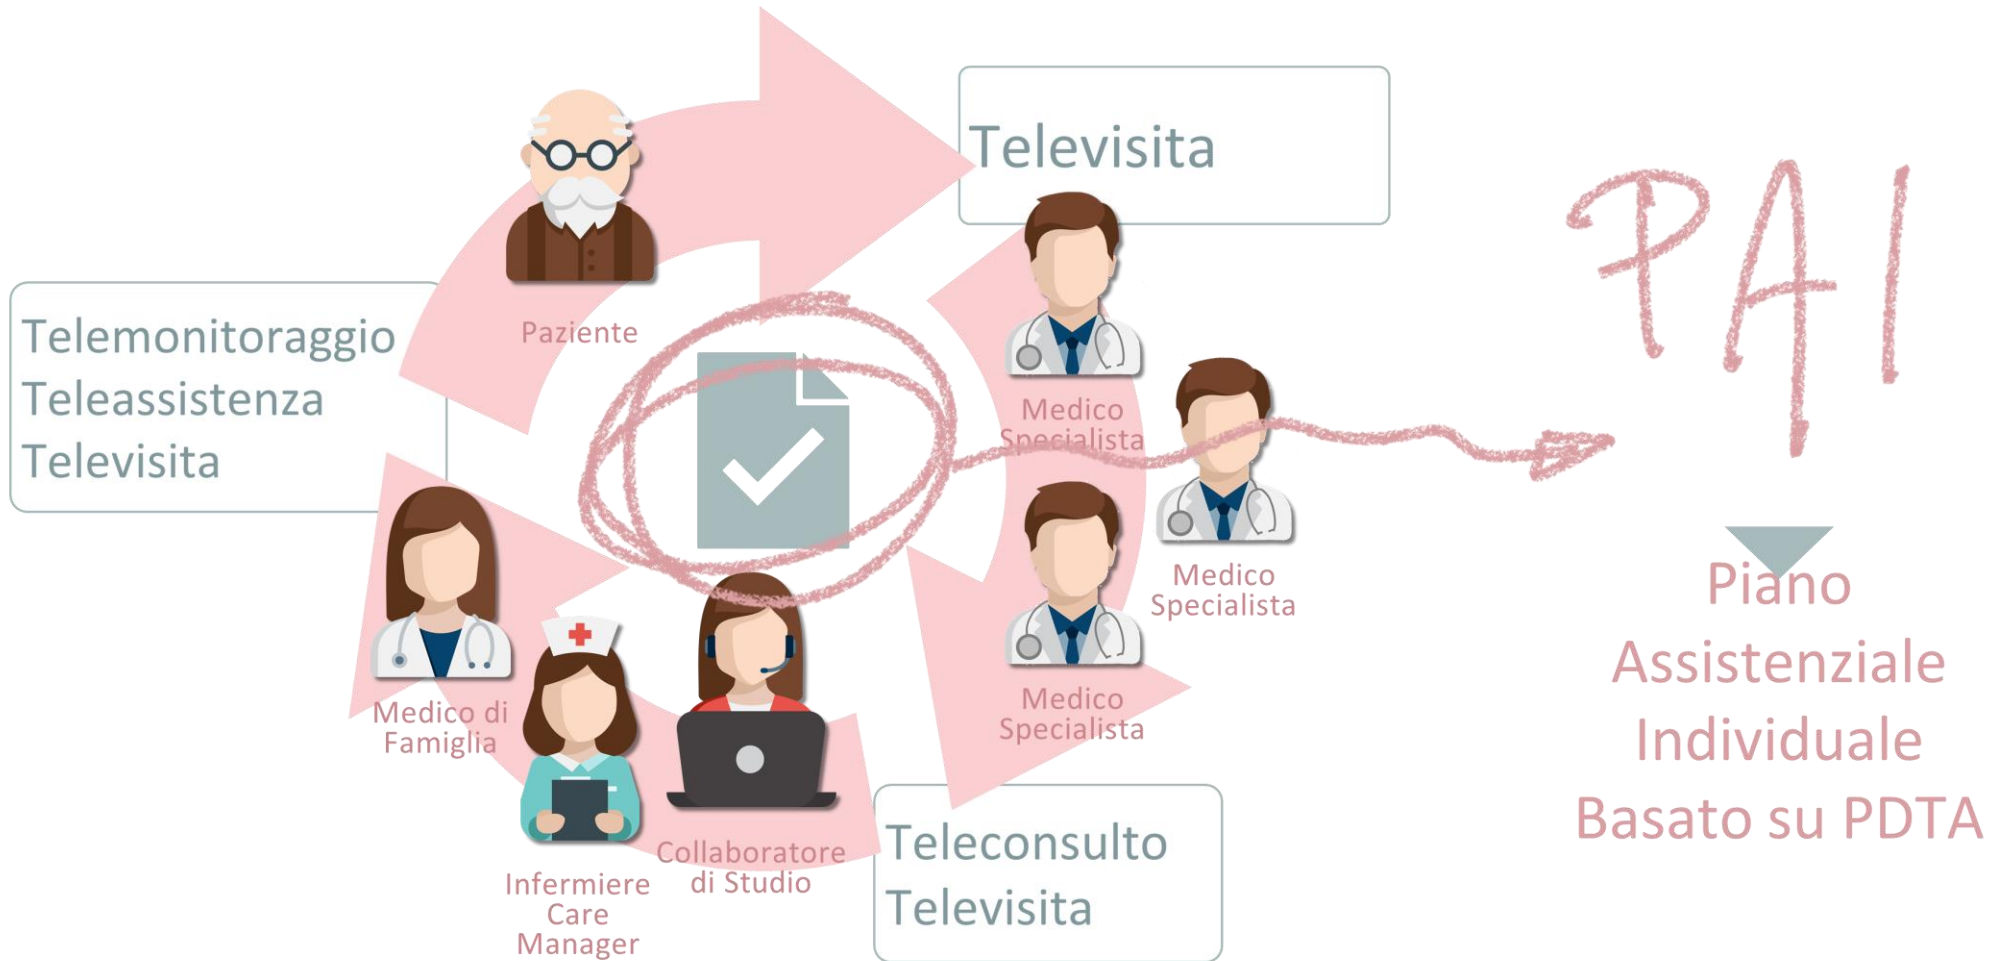 Televisita
Telemonitoraggio
Teleassistenza
Televisita
Paziente
Medico
Specialista
Medico
Specialista
Medico
Specialista
Medico di
Famiglia
Infermiere
Care
Manager
Collaboratore
di Studio
Teleconsulto
Televisita
PAI
Piano
Assistenziale
Individuale
Basato su PDTA